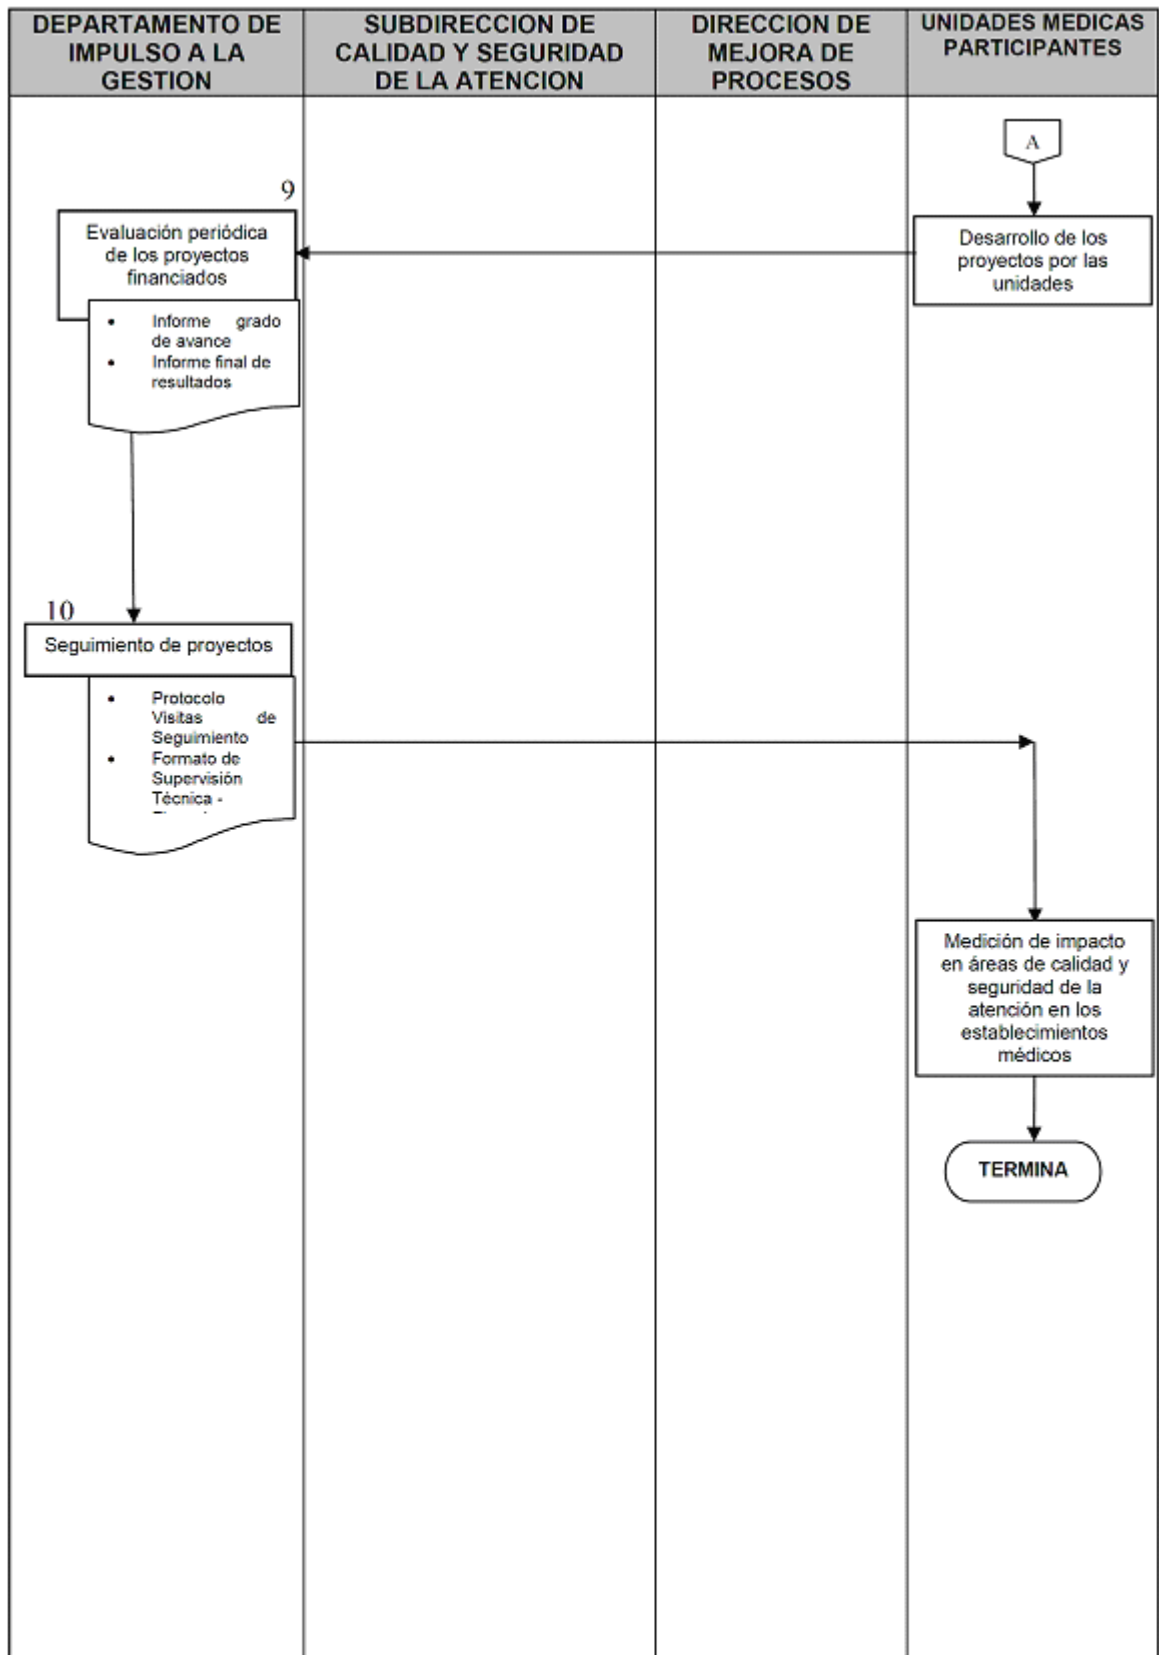 DEPARTAMENTO DE
IMPULSO A LA
GESTION
SUBDIRECCION DE
CALIDAD Y SEGURIDAD
DE LA ATENCION
DIRECCION DE
MEJORA DE
PROCESOS
UNIDADES MEDICAS
PARTICIPANTES
A
Desarrollo de los
proyectos por las
unidades
9
Evaluación periódica
de los proyectos
financiados
• Informe grado
de avance
• Informe final de
resultados
10
Seguimiento de proyectos
• Protocolo
Visitas de
Seguimiento
• Formato de
Supervisión
Técnica -
Medición de impacto
en áreas de calidad y
seguridad de la
atención en los
establecimientos
médicos
TERMINA